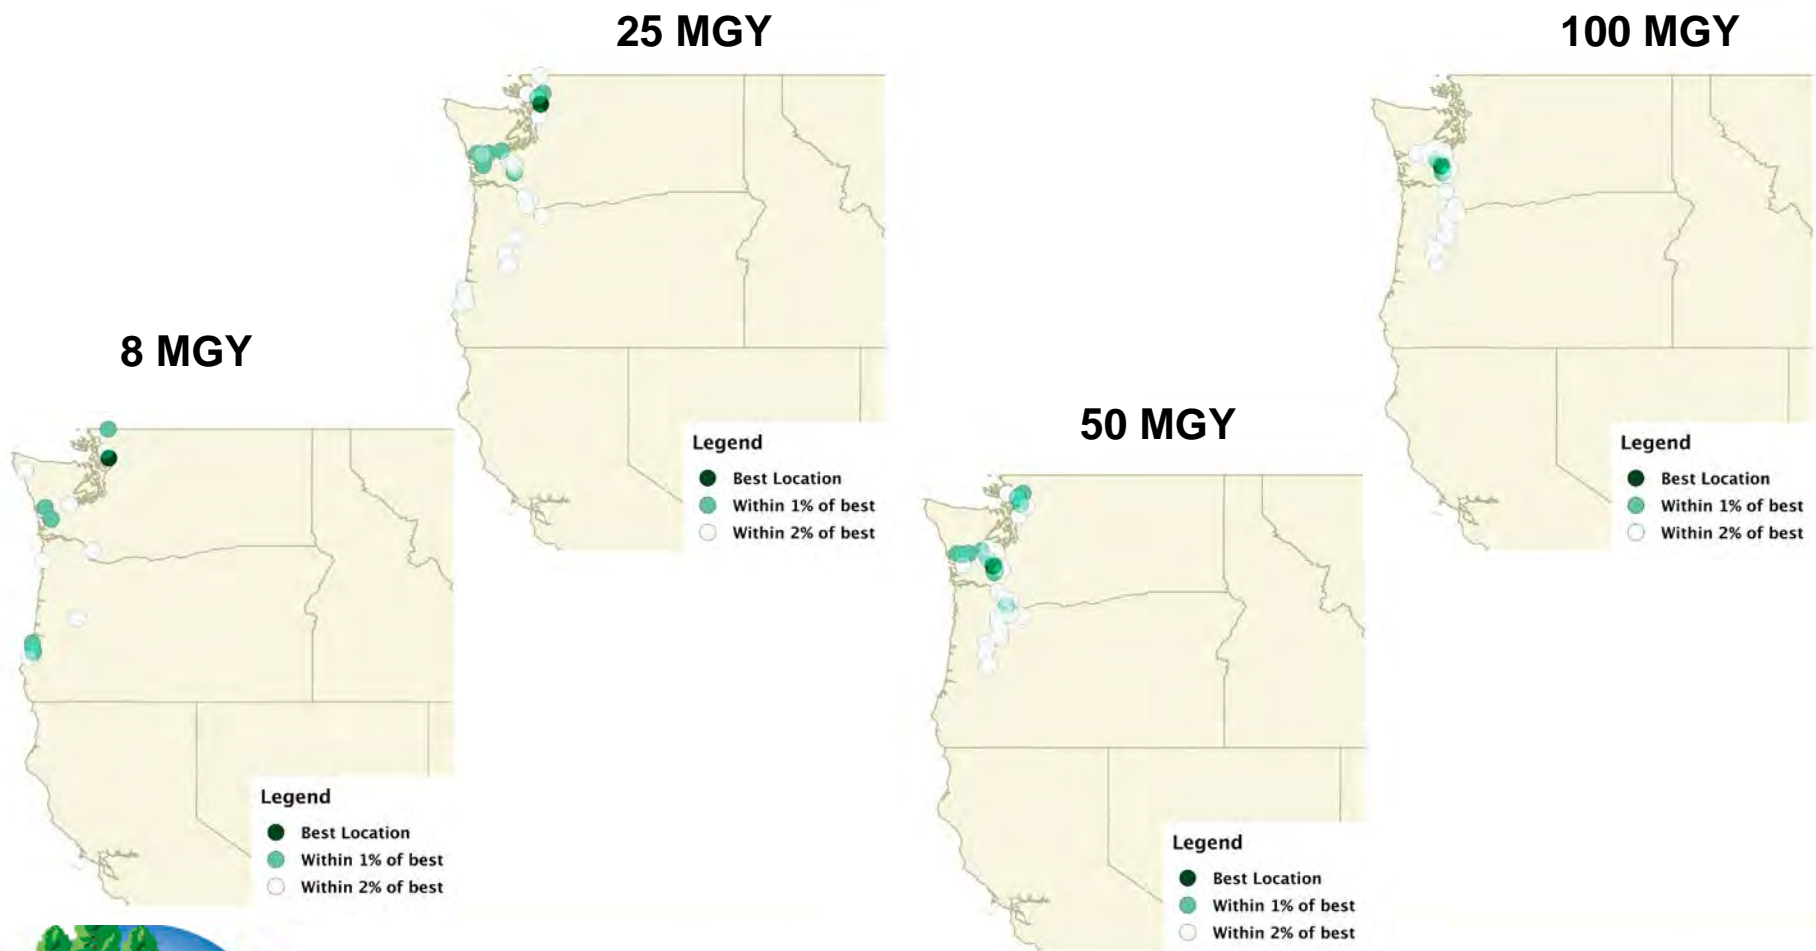 25 MGY
100 MGY
8 MGY
50 MGY
Legend
Best Location
Within 1% of best
Within 2% of best
Legend
Best Location
Within 1% of best
Within 2% of best
Legend
Best Location
Within 1% of best
Within 2% of best
Legend
Best Location
Within 1% of best
Within 2% of best